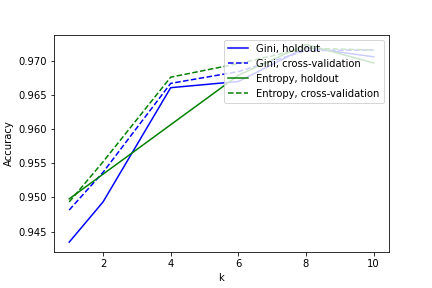 0.970
0.965
0.960
0.955
0.950
0.945
Accuracy
Gini, holdout
Gini, cross-validation
Entropy, holdout
Entropy, cross-validation
2 4 6 8 10
k